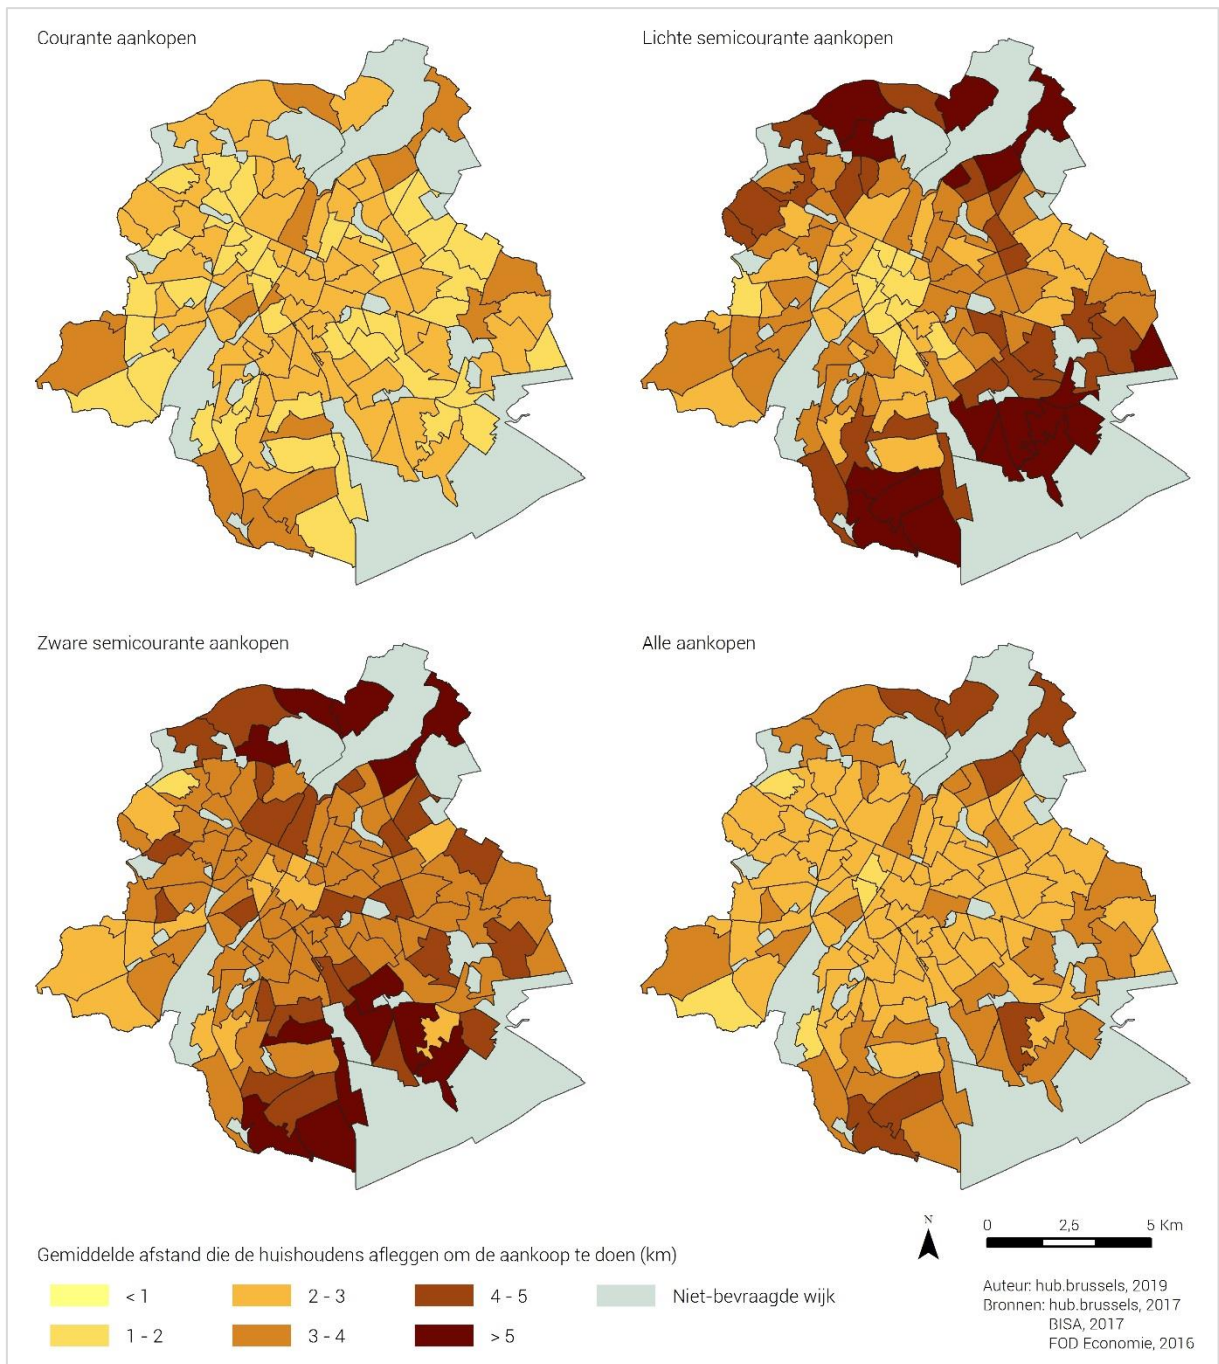 Courante aankopen
Lichte semicourante aankopen
Zware semicourante aankopen
Alle aankopen
N
0 2,5 5 Km
Gemiddelde afstand die de huishoudens afleggen om de aankoop te doen (km)
< 1
2 - 3
4 - 5
Niet-bevraagde wijk
1 - 2
3 - 4
> 5
Auteur: hub.brussels, 2019
Bronnen: hub.brussels, 2017
BISA, 2017
FOD Economie, 2016